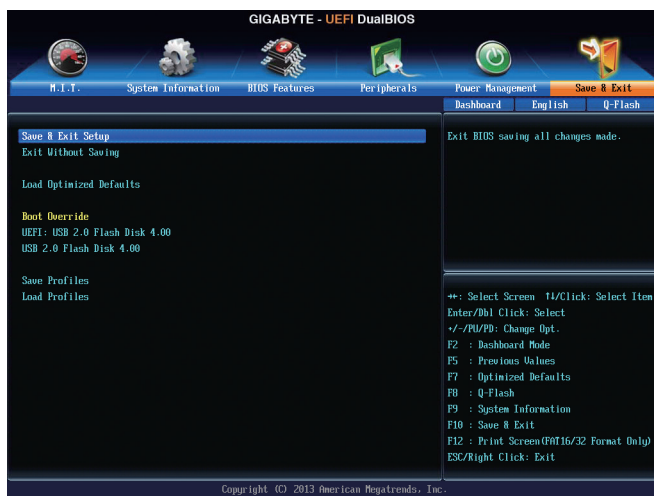 GIGABYTE - UEFI DualBIOS
M.I.T.
System Information
BIOS Features
Peripherals
Power Management
Save & Exit
Dashboard
English
Q-Flash
Save & Exit Setup
Exit Without Saving
Load Optimized Defaults
Boot Override
UEFI: USB 2.0 Flash Disk 4.00
USB 2.0 Flash Disk 4.00
Save Profiles
Load Profiles
Exit BIOS saving all changes made.
→←: Select Screen ↑↓/Click: Select Item
Enter/Dbl Click: Select
+/-/PU/PD: Change Opt.
F2 : Dashboard Mode
F5 : Previous Values
F7 : Optimized Defaults
F8 : Q-Flash
F9 : System Information
F10 : Save & Exit
F12 : Print Screen(FAT16/32 Format Only)
ESC/Right Click: Exit
Copyright (C) 2013 American Megatrends, Inc.